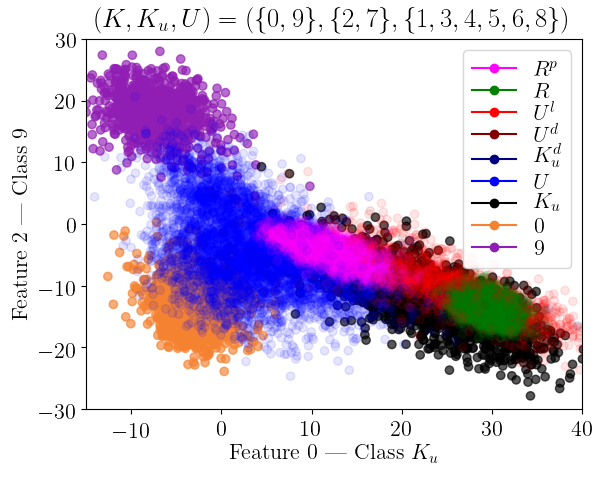 (K, K_u, U) = ({0, 9}, {2, 7}, {1, 3, 4, 5, 6, 8})
30
20
10
0
−10
−20
−30
Feature 2 — Class 9
R^p
R
U^l
U^d
K_u^d
U
K_u
0
9
−10
0
10
20
30
40
Feature 0 — Class K_u